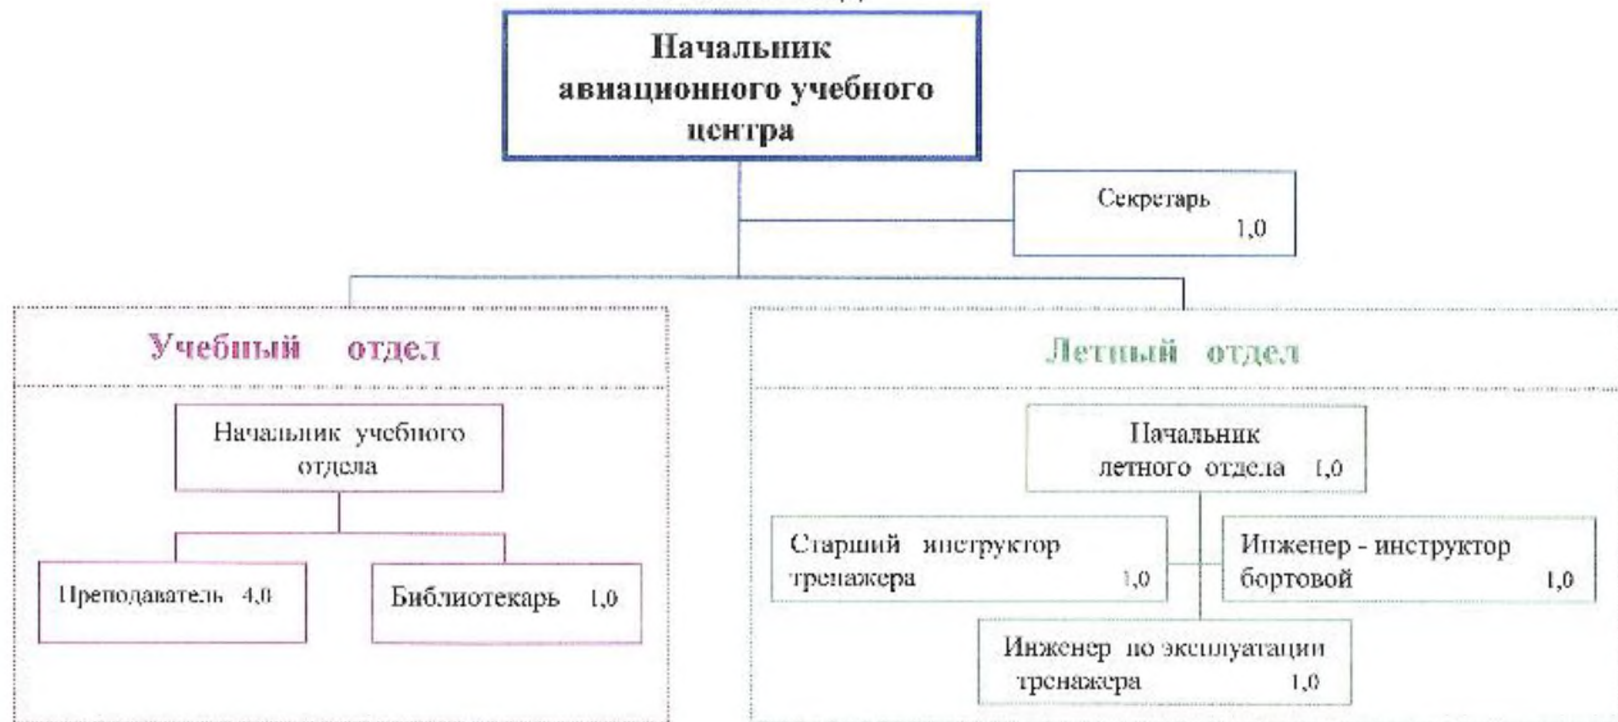 Начальник
авиационного учебного
центра
Секретарь
1,0
Учебный отдел
Начальник учебного
отдела
Преподаватель 4,0
Библиотекарь 1,0
Летный отдел
Начальник
летного отдела 1,0
Старший инструктор
тренажера 1,0
Инженер - инструктор
бортовой 1,0
Инженер по эксплуатации
тренажера 1,0